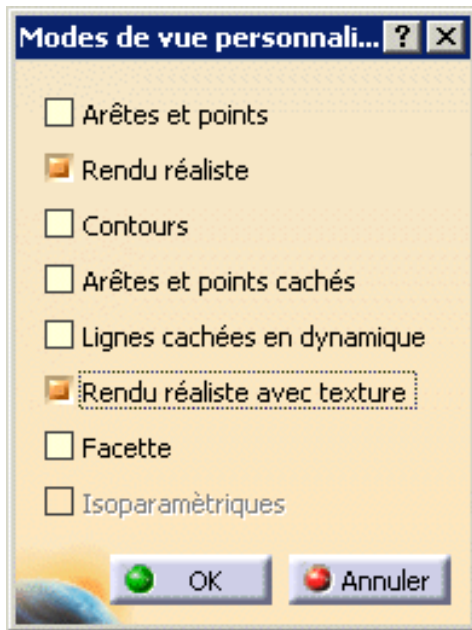 Modes de vue personnali... ? X
Arêtes et points
Rendu réaliste
Contours
Arêtes et points cachés
Lignes cachées en dynamique
Rendu réaliste avec texture
Facette
Isoparamètriques
OK Annuler